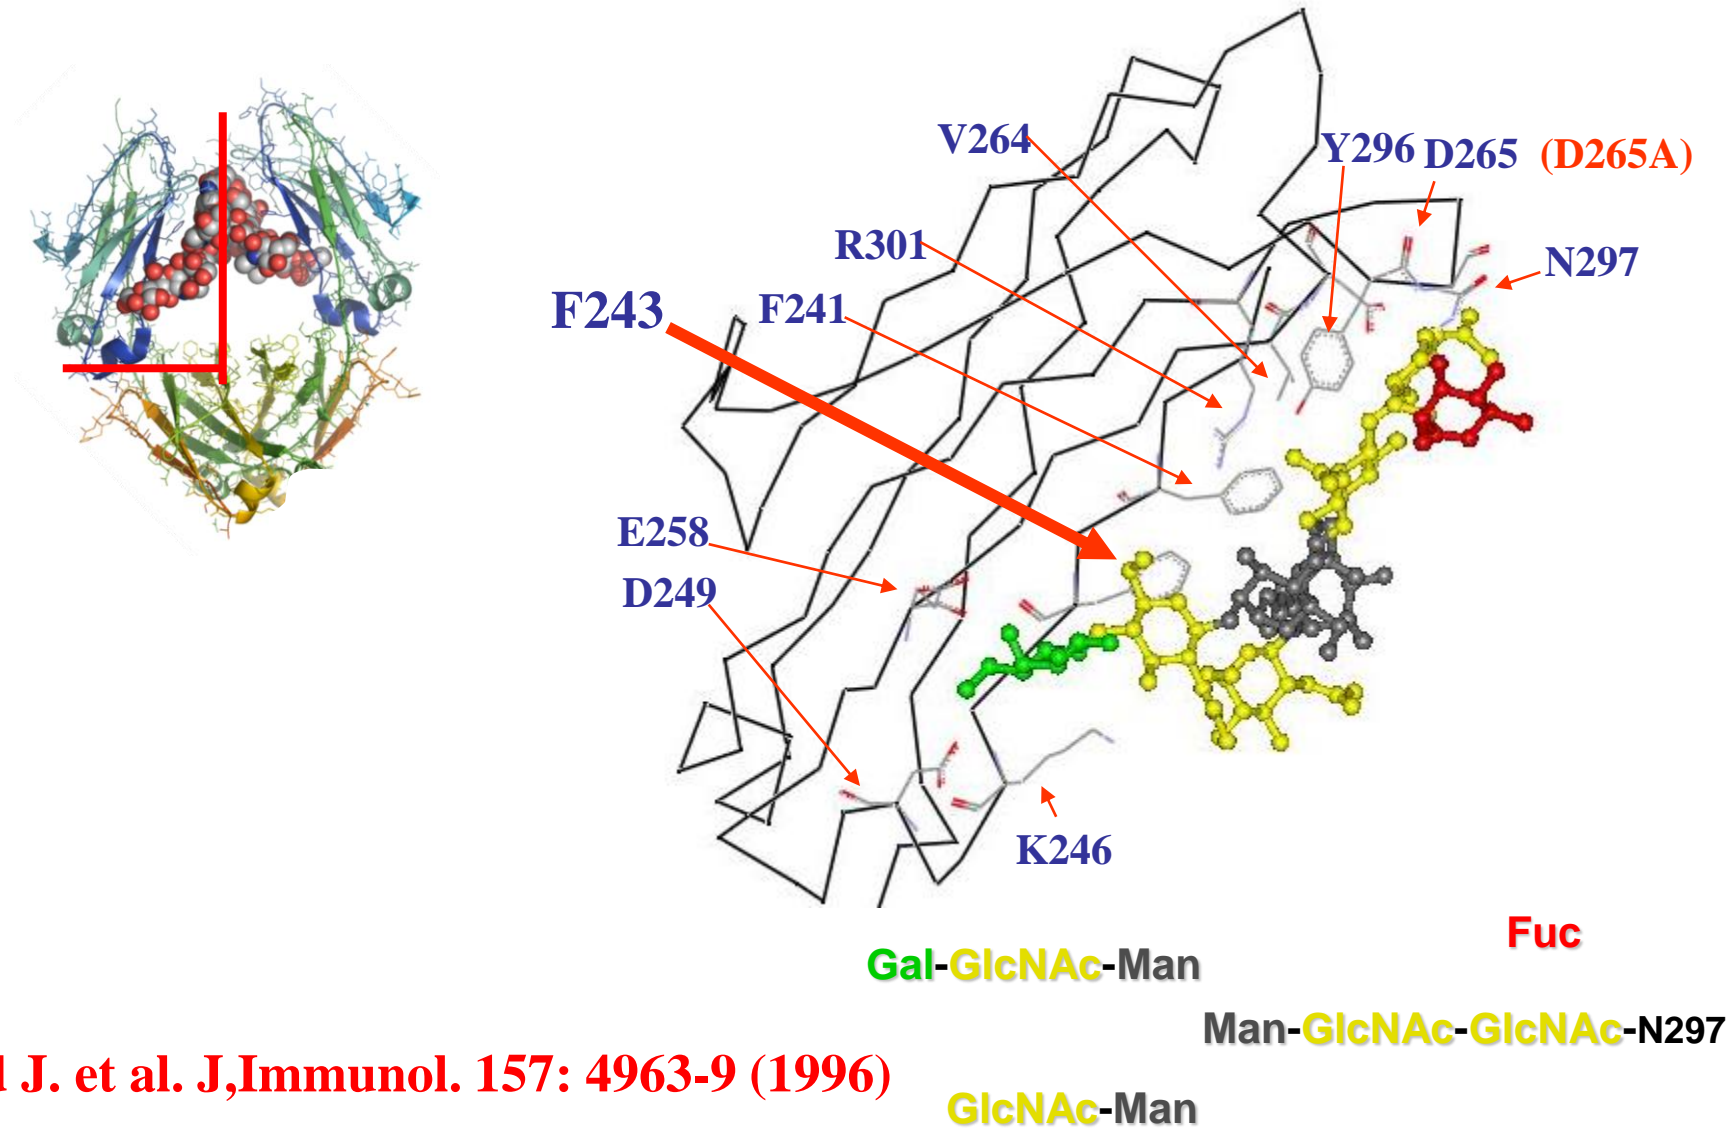 V264
Y296 D265 (D265A)
R301
N297
F243
F241
E258
D249
K246
Fuc
Gal-GlcNAc-Man
Man-GlcNAc-GlcNAc-N297
J. et al. J,Immunol. 157: 4963-9 (1996)
GlcNAc-Man